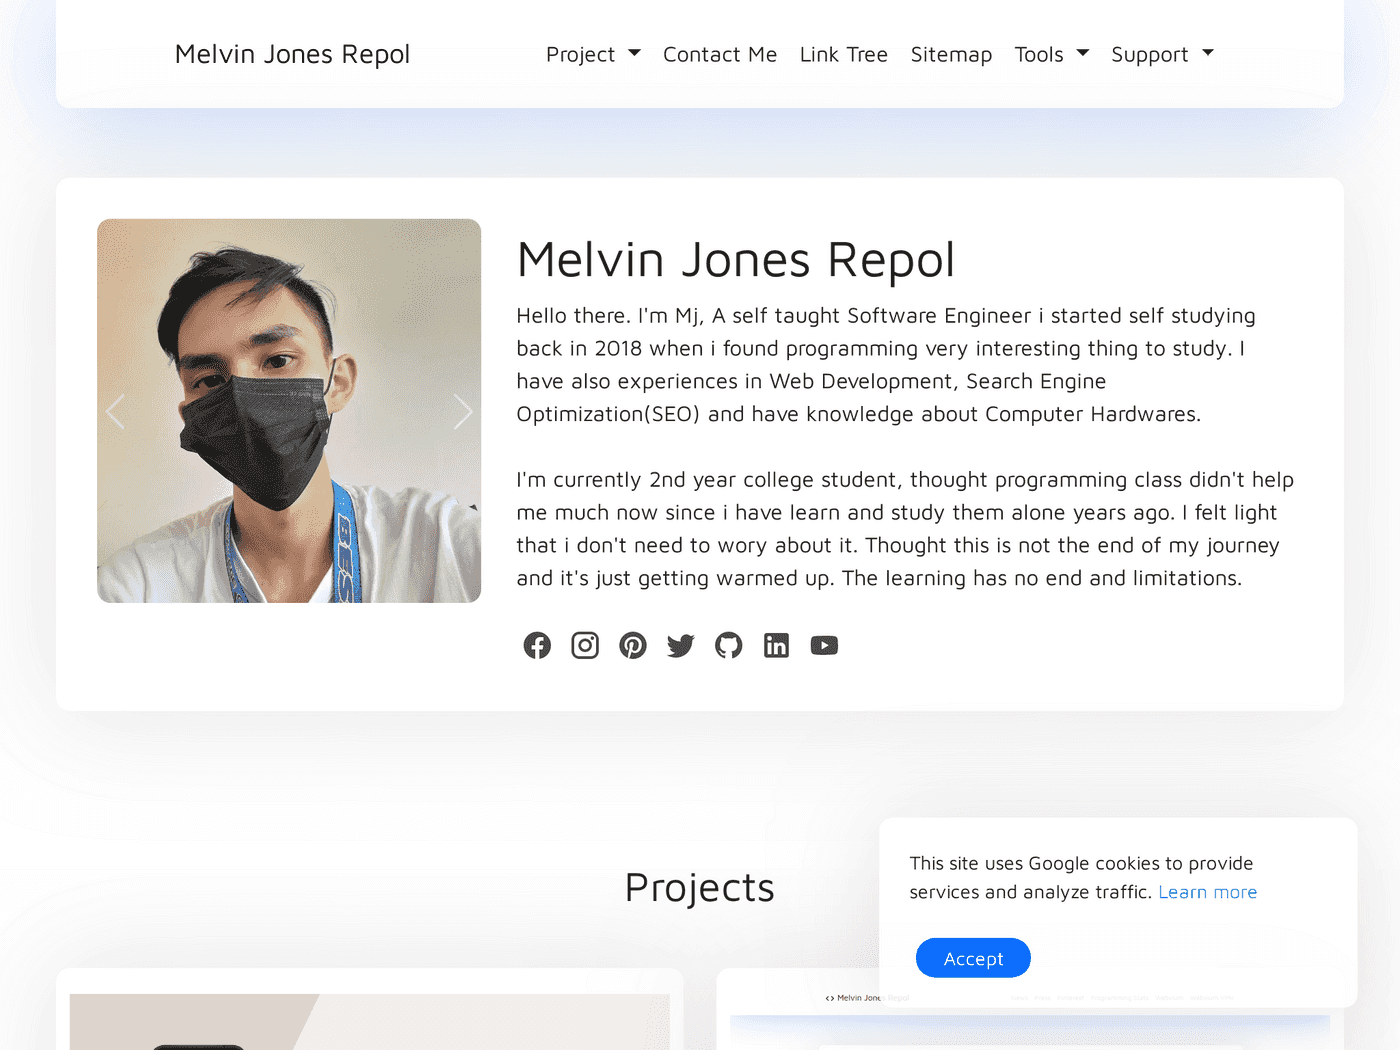 Melvin Jones Repol
Project
Contact Me
Link Tree
Sitemap
Tools
Support
BES
Melvin Jones Repol
Hello there. I'm Mj, A self taught Software Engineer i started self studying
back in 2018 when i found programming very interesting thing to study. I
have also experiences in Web Development, Search Engine
Optimization(SEO) and have knowledge about Computer Hardwares.
I'm currently 2nd year college student, thought programming class didn't help
me much now since i have learn and study them alone years ago. I felt light
that i don't need to wory about it. Thought this is not the end of my journey
and it's just getting warmed up. The learning has no end and limitations.
Projects
This site uses Google cookies to provide
services and analyze traffic. Learn more
Accept
<> Melvin Jones Repol